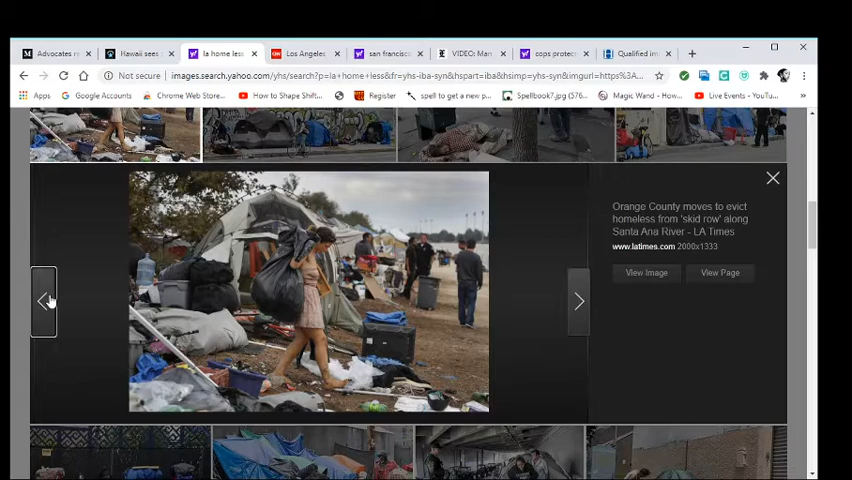 Advocates re
Hawaii sees
la home less
Los Angeles
san francisc
VIDEO: Man
cops protec
Qualified im
Not secure images.search.yahoo.com/yhs/search?p=la+home+less&fr=yhs-iba-syn&hspart=iba&hsimp=yhs-syn&imgurl=https%3A...
Apps
Google Accounts
Chrome Web Store...
How to Shape Shift...
Register
spell to get a new p...
Spellbook7.jpg (576...
Magic Wand - How...
Live Events - YouTu...
Orange County moves to evict
homeless from 'skid row' along
Santa Ana River - LA Times
www.latimes.com 2000x1333
View Image
View Page